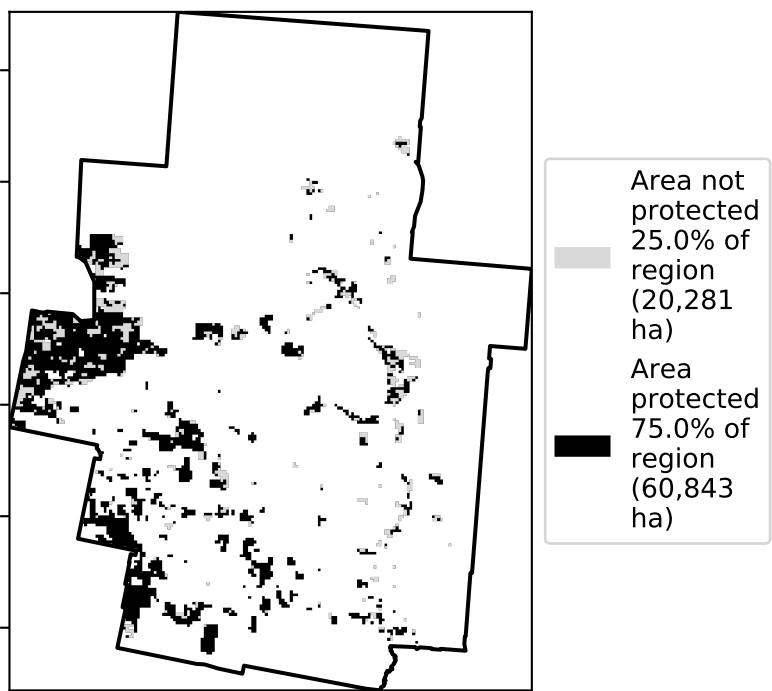 Area not
protected
25.0% of
region
(20,281
ha)
Area
protected
75.0% of
region
(60,843
ha)